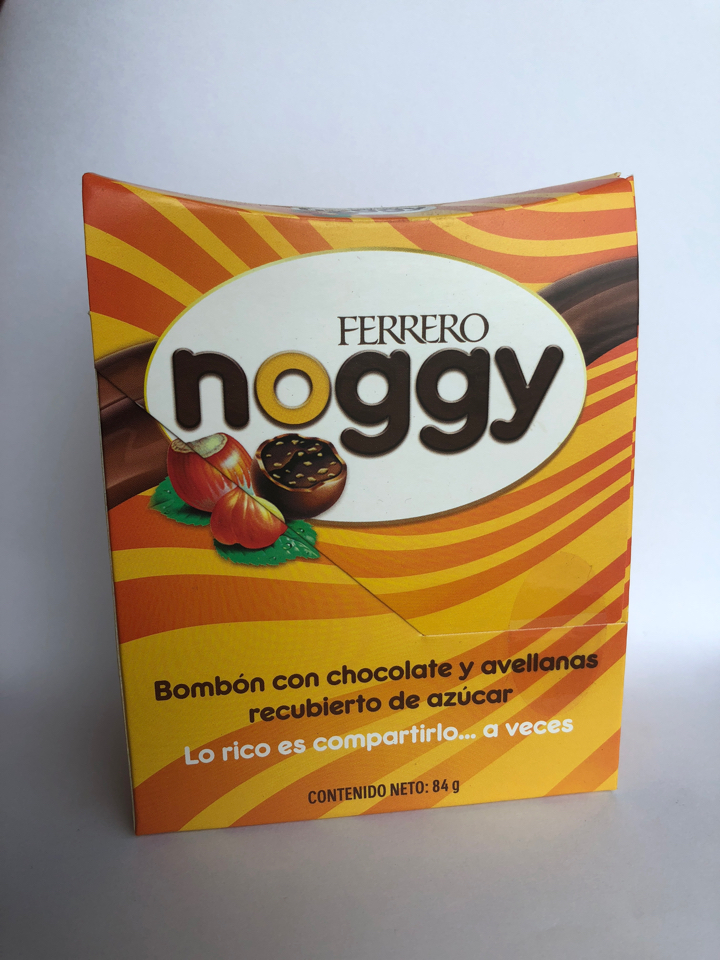 FERRERO
noggy
Bombón con chocolate y avellanas
recubierto de azúcar
Lo rico es compartirlo... a veces
CONTENIDO NETO: 84 g